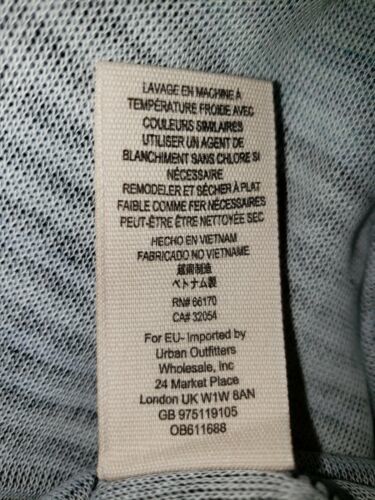 LAVAGE EN MACHINE À
TEMPÉRATURE FROIDE AVEC
COULEURS SIMILAIRES
UTILISER UN AGENT DE
BLANCHIMENT SANS CHLORE SI
NÉCESSAIRE
REMODELER ET SÉCHER À PLAT
FAIBLE COMME FER NÉCESSAIRES
PEUT-ÊTRE ÊTRE NETTOYÉE SEC
HECHO EN VIETNAM
FABRICADO NO VIETNAME
越南制造
ベトナム製
RN# 66170
CA# 32054
For EU- Imported by
Urban Outfitters
Wholesale, Inc
24 Market Place
London UK W1W 8AN
GB 975119105
OB611688